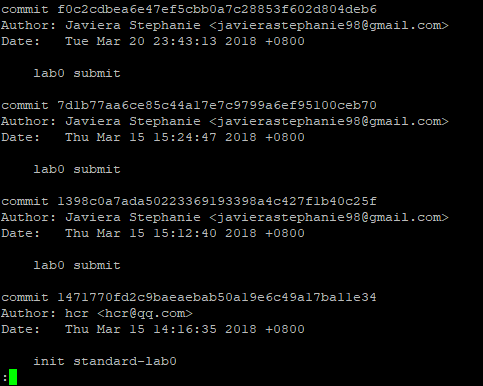 commit f0c2cdbea6e47ef5cbb0a7c28853f602d804deb6
Author: Javiera Stephanie <javierastephanie98@gmail.com>
Date:   Tue Mar 20 23:43:13 2018 +0800
lab0 submit
commit 7d1b77aa6ce85c44a17e7c9799a6ef95100ceb70
Author: Javiera Stephanie <javierastephanie98@gmail.com>
Date:   Thu Mar 15 15:24:47 2018 +0800
lab0 submit
commit 1398c0a7ada50223369193398a4c427f1b40c25f
Author: Javiera Stephanie <javierastephanie98@gmail.com>
Date:   Thu Mar 15 15:12:40 2018 +0800
lab0 submit
commit 1471770fd2c9baeaebab50a19e6c49a17ba11e34
Author: hcr <hcr@qq.com>
Date:   Thu Mar 15 14:16:35 2018 +0800
init standard-lab0
: